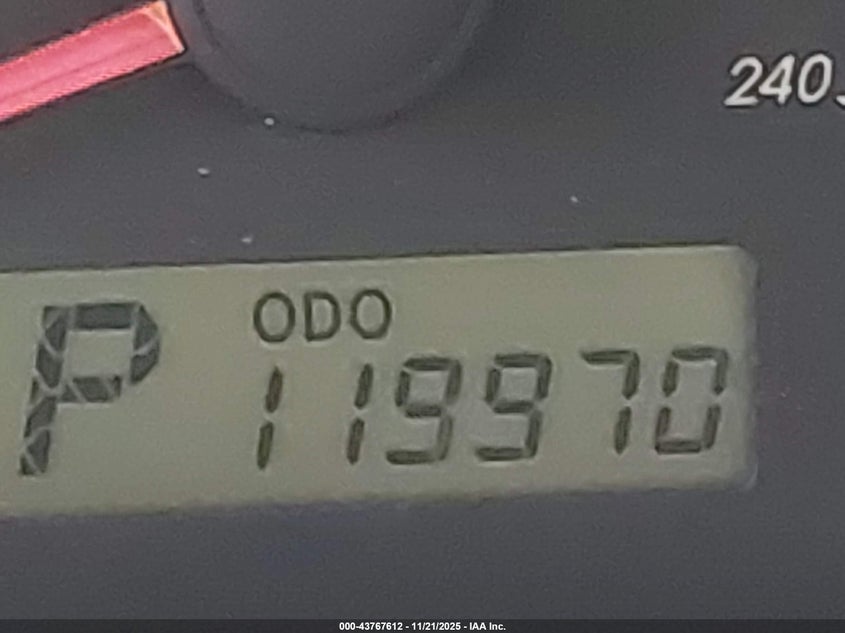 240
ODO
P 119970
000-43767612 - 11/21/2025 - IAA Inc.